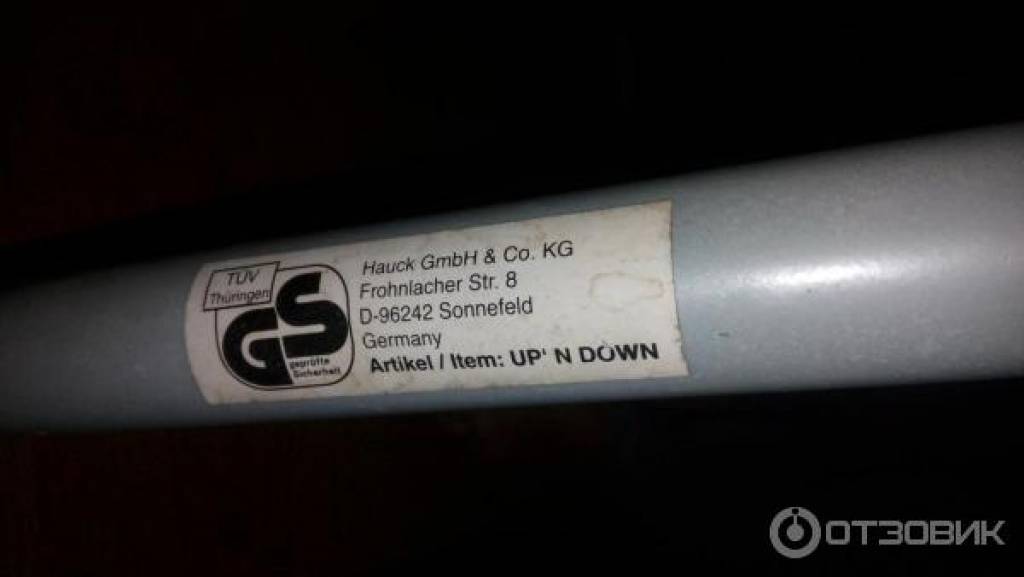 TÜV
Thüringen
GS
geprüfte
Sicherheit
Hauck GmbH & Co. KG
Frohnlacher Str. 8
D-96242 Sonnefeld
Germany
Artikel / Item: UP' N DOWN
ОТЗОВИК